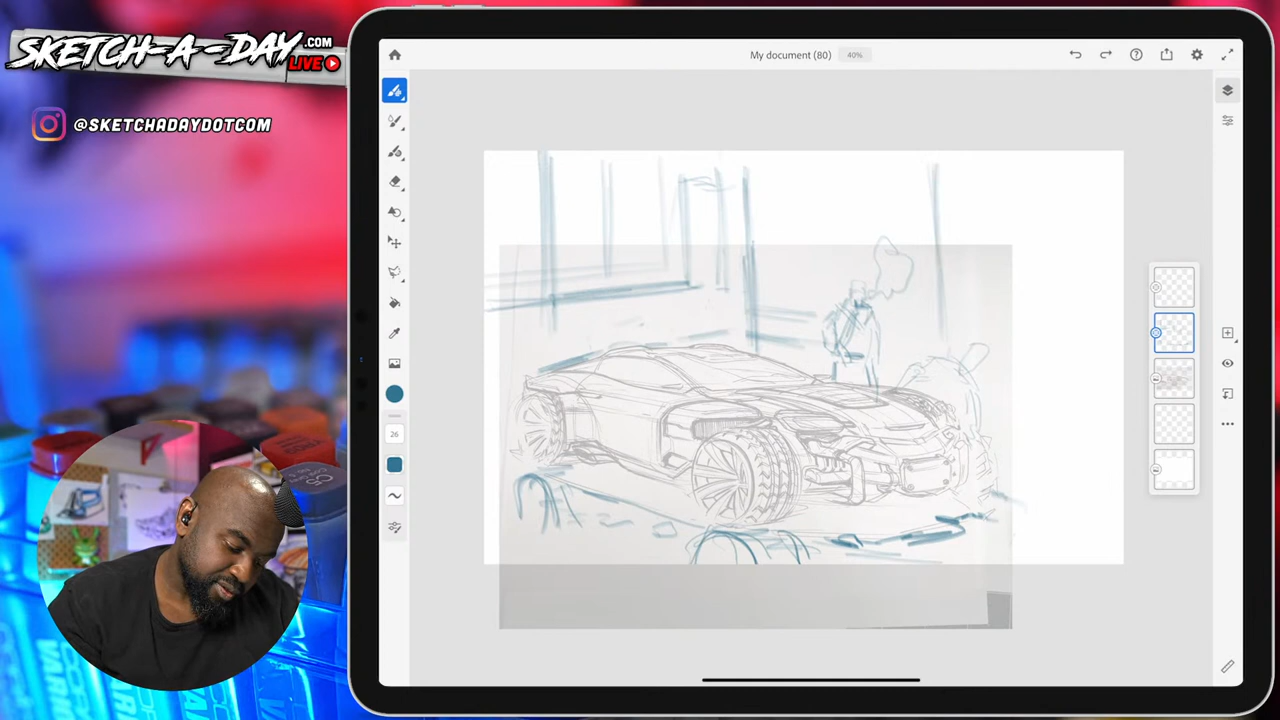 SKETCH-A-DAY.COM
LIVE
@SKETCHADAYDOTCOM
My document (80)
40%
26